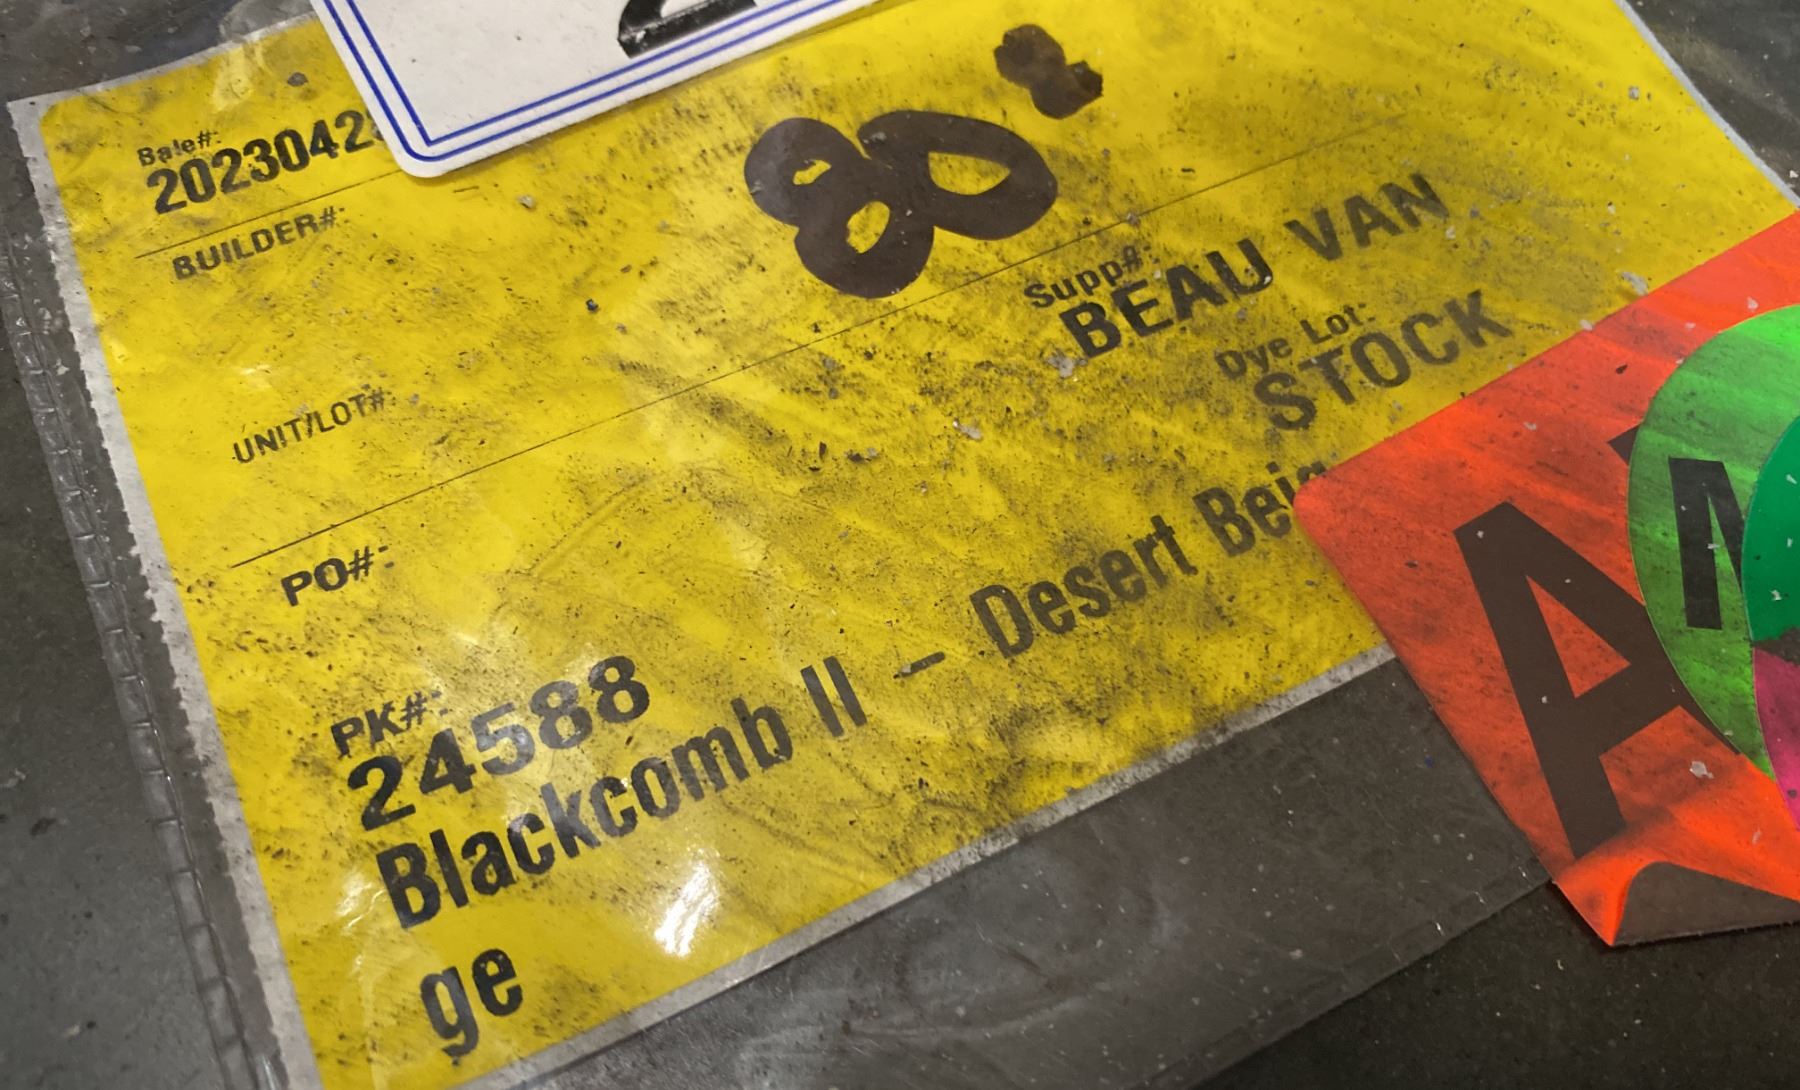 Bale#:
2023042
80'
BUILDER#:
Supp#:
BEAU VAN
UNIT/LOT#:
Dye Lot:
STOCK
PO#:
PK#:
24588
Blackcomb II - Desert Beig
ge
A